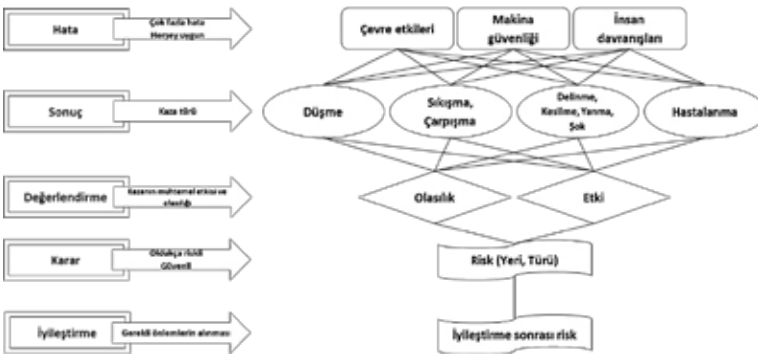 Hata
Çok fazla hata
Herşey uygun
Çevre etkileri
Makina
güvenliği
İnsan
davranışları
Sonuç
Kaza türü
Düşme
Sıkışma,
Çarpışma
Delinme,
Kesilme, Yanma,
Şok
Hastalanma
Değerlendirme
Kazanın muhtemel etkisi ve
olasılığı
Olasılık
Etki
Karar
Oldukça riskli
Güvenli
Risk (Yeri, Türü)
İyileştirme
Gerekli önlemlerin alınması
İyileştirme sonrası risk